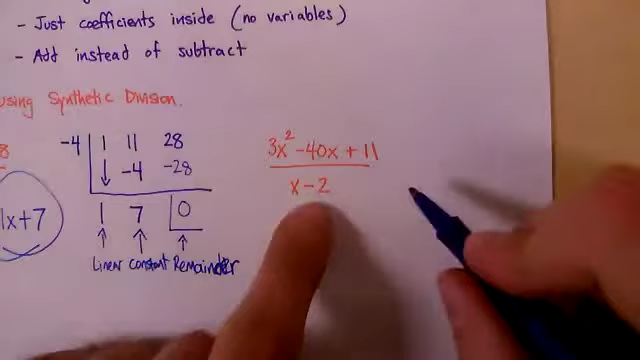 - Just coefficients inside (no variables)
- Add instead of subtract
using Synthetic Division.
8
-4 | 1 11 28
↓ -4 -28
1 7 | 0
↑ ↑ ↑
Linear constant Remainder
x+7
3x² -40x + 11
x - 2